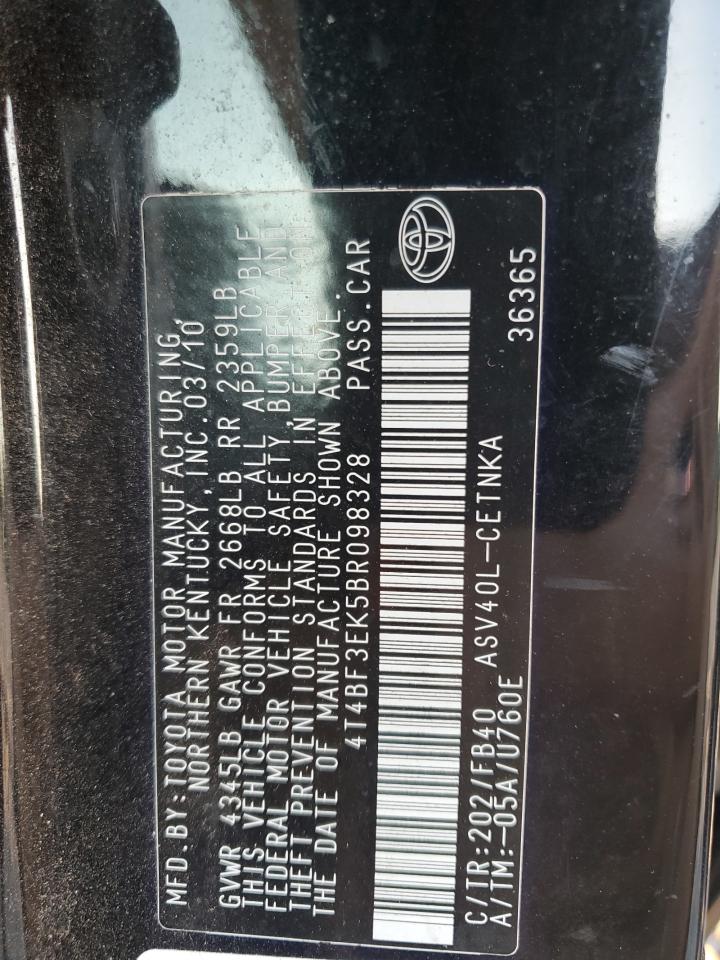 MFD.BY:TOYOTA MOTOR MANUFACTURING,
NORTHERN KENTUCKY,INC.03/10
GVWR 4345LB GAWR FR 2668LB RR 2359LB
THIS VEHICLE CONFORMS TO ALL APPLICABLE
FEDERAL MOTOR VEHICLE SAFETY, BUMPER AND
THEFT PREVENTION STANDARDS IN EFFECT ON
THE DATE OF MANUFACTURE SHOWN ABOVE.
4T4BF3EK5BR098328 PASS.CAR
C/TR:202/FB40 ASV40L-CETNKA
A/TM:-05A/U760E 36365